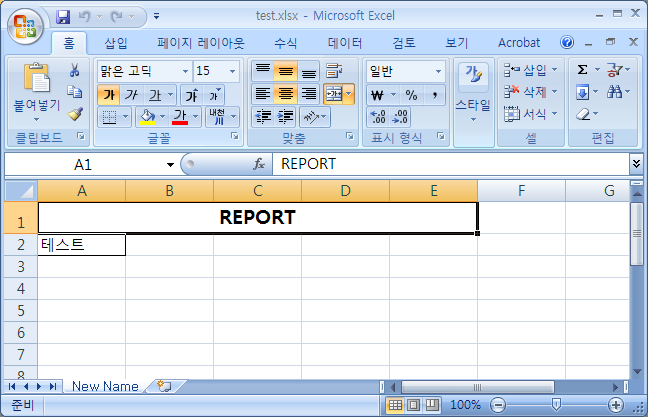 test.xlsx - Microsoft Excel
홈 삽입 페이지 레이아웃 수식 데이터 검토 보기 Acrobat
맑은 고딕 15 일반
붙여넣기 가 가 가 가 가 ₩ % , 스타일 삽입 Σ
삭제
가 가 내천 .00 .0 서식
클립보드 글꼴 맞춤 표시 형식 셀 편집
A1 fx REPORT
A B C D E F G
1 REPORT
2 테스트
3
4
5
6
7
8
New Name
준비 100%